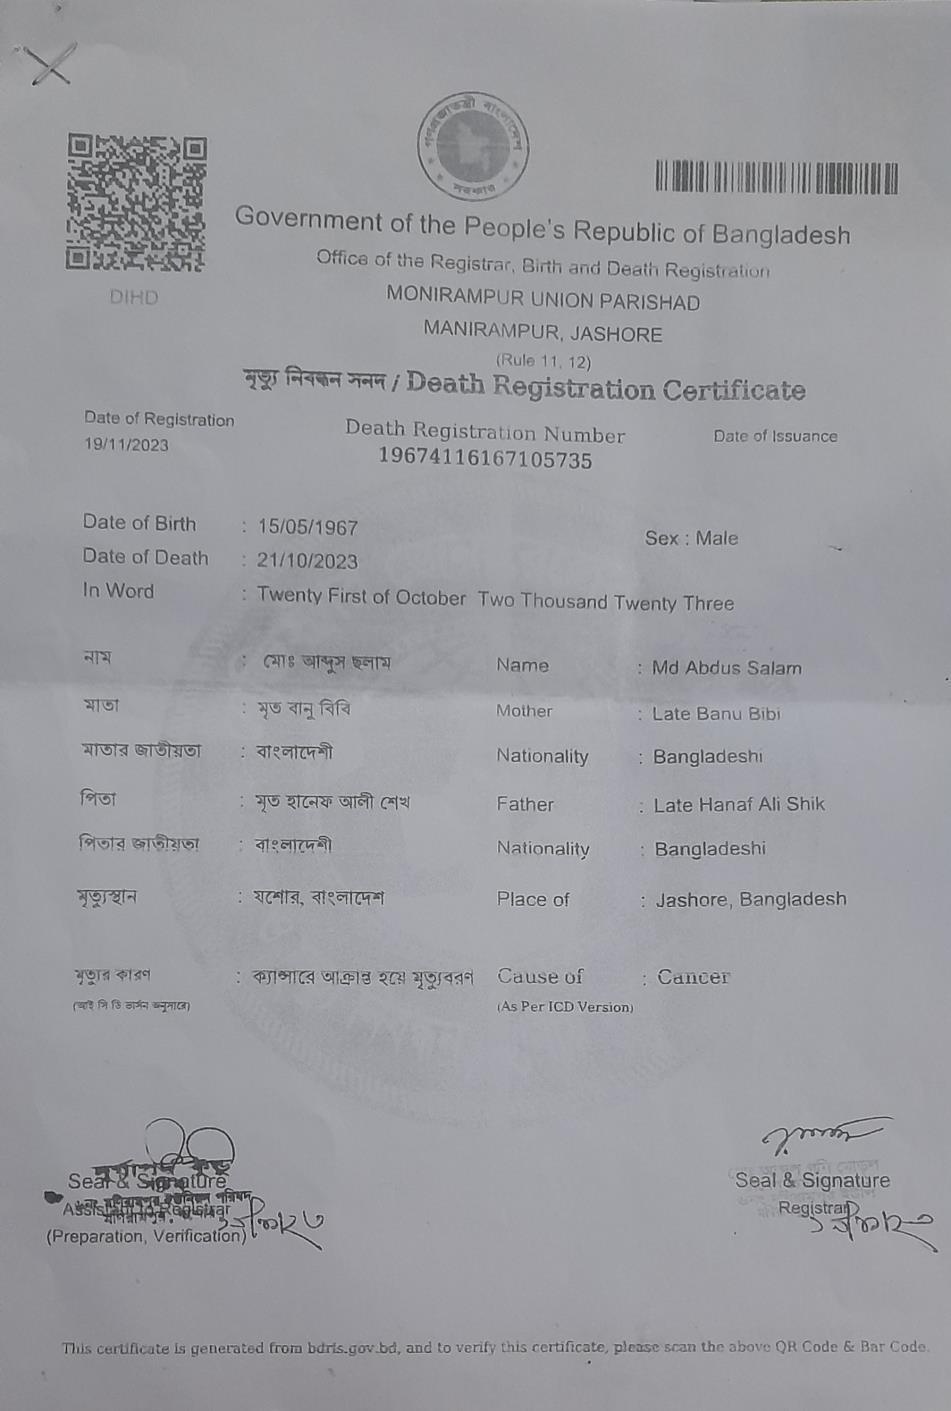 গণপ্রজাতন্ত্রী বাংলাদেশ
সরকার
DIHD
Government of the People's Republic of Bangladesh
Office of the Registrar, Birth and Death Registration
MONIRAMPUR UNION PARISHAD
MANIRAMPUR, JASHORE
(Rule 11, 12)
মৃত্যু নিবন্ধন সনদ / Death Registration Certificate
Date of Registration
19/11/2023
Death Registration Number
19674116167105735
Date of Issuance
Date of Birth : 15/05/1967
Sex : Male
Date of Death : 21/10/2023
In Word : Twenty First of October Two Thousand Twenty Three
নাম : মোঃ আব্দুস ছলাম Name : Md Abdus Salam
মাতা : মৃত বানু বিবি Mother : Late Banu Bibi
মাতার জাতীয়তা : বাংলাদেশী Nationality : Bangladeshi
পিতা : মৃত হানেফ আলী শেখ Father : Late Hanaf Ali Shik
পিতার জাতীয়তা : বাংলাদেশী Nationality : Bangladeshi
মৃত্যুস্থান : যশোর, বাংলাদেশ Place of : Jashore, Bangladesh
মৃত্যুর কারণ : ক্যান্সারে আক্রান্ত হয়ে মৃত্যুবরণ Cause of : Cancer
(আই সি ডি ভার্সন অনুসারে) (As Per ICD Version)
Seal & Signature
Assistant to Registrar
(Preparation, Verification)
Seal & Signature
Registrar
This certificate is generated from bdris.gov.bd, and to verify this certificate, please scan the above QR Code & Bar Code.